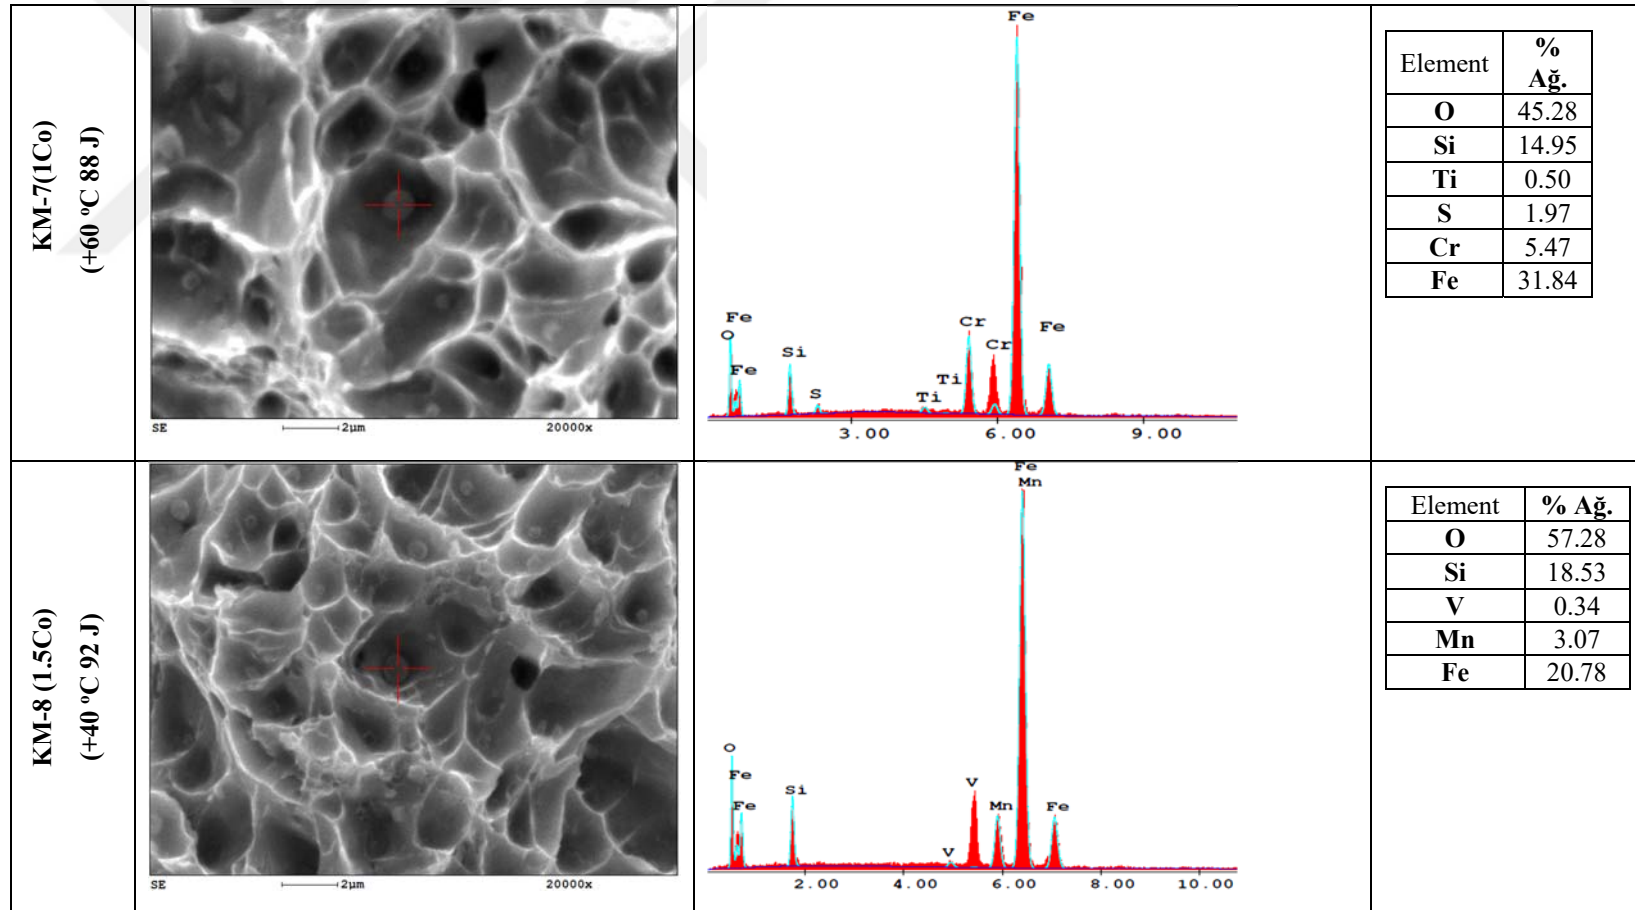 KM-7(1Co)
(+60 ºC 88 J)
SE
2µm
20000x
Fe
Fe
O
Fe
Si
S
Ti
Ti
Cr
Cr
Fe
3.00 6.00 9.00
Element % Ağ.
O 45.28
Si 14.95
Ti 0.50
S 1.97
Cr 5.47
Fe 31.84
KM-8 (1.5Co)
(+40 ºC 92 J)
SE
2µm
20000x
Fe
Mn
O
Fe
Fe
Si
V
V
Mn
Fe
2.00 4.00 6.00 8.00 10.00
Element % Ağ.
O 57.28
Si 18.53
V 0.34
Mn 3.07
Fe 20.78